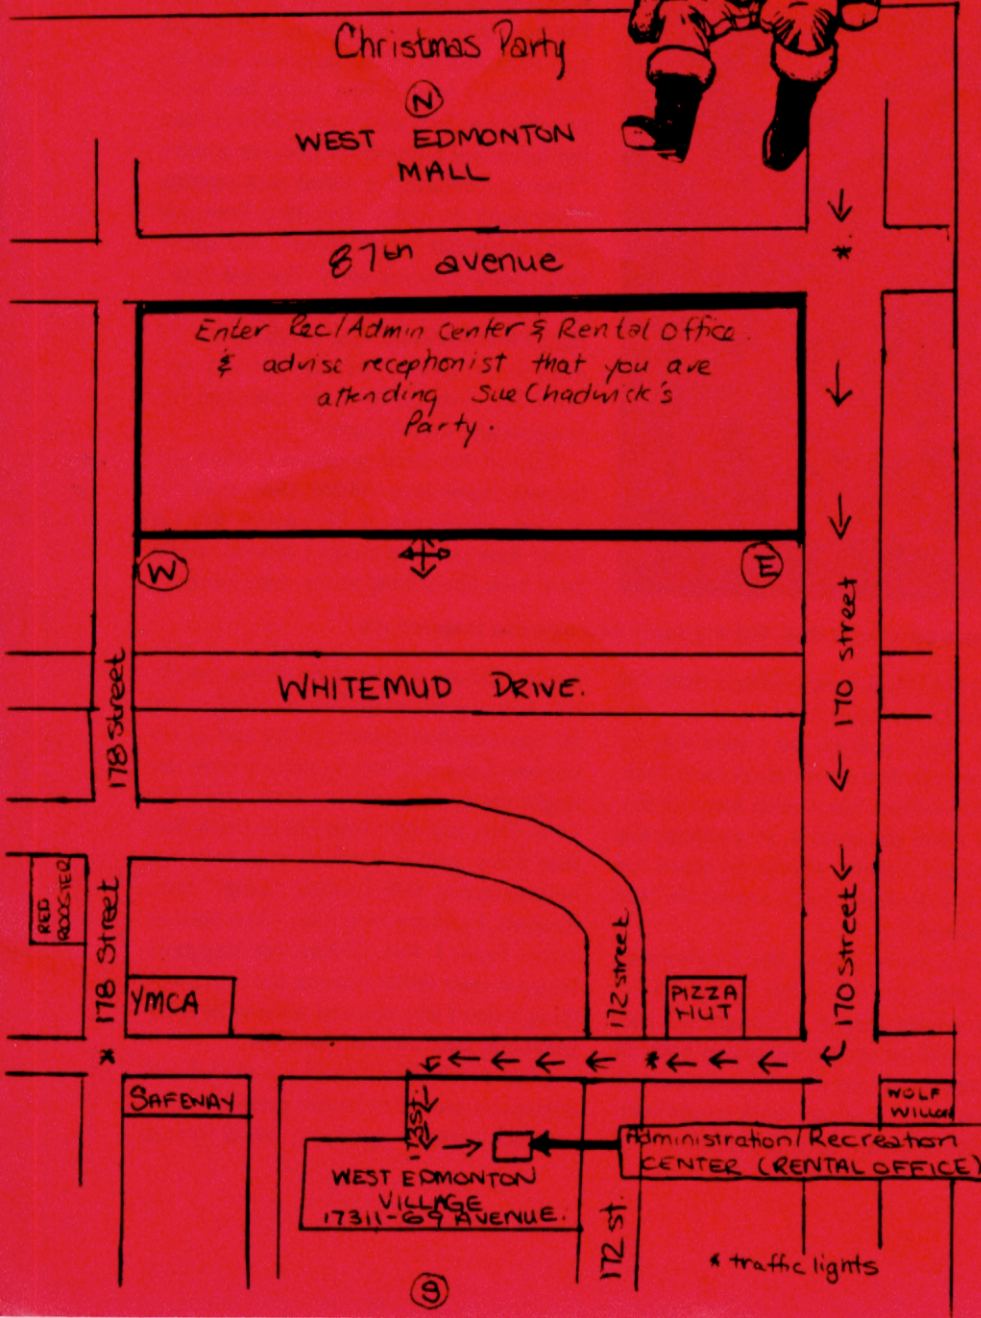 Christmas Party
N
WEST EDMONTON
MALL
87th avenue
Enter Rec/Admin center & Rental office.
& advise receptionist that you are
attending Sue Chadwick's
Party.
W
E
170 street
WHITEMUD DRIVE.
178 Street
RED
ROOSTER
178 Street
172 street
170 Street
YMCA
PIZZA
HUT
SAFEWAY
WOLF
WILLOW
173 st.
Administration/Recreation
CENTER (RENTAL OFFICE)
WEST EDMONTON
VILLAGE
17311-69 AVENUE.
172 st.
* traffic lights
S